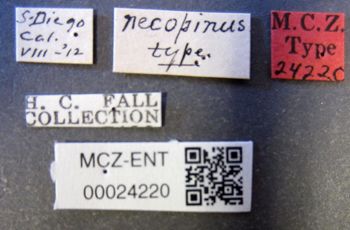 S. Diego
Cal.
VIII-'12
necopinus
type.
M.C.Z.
Type
24220
H. C. FALL
COLLECTION
MCZ-ENT
00024220